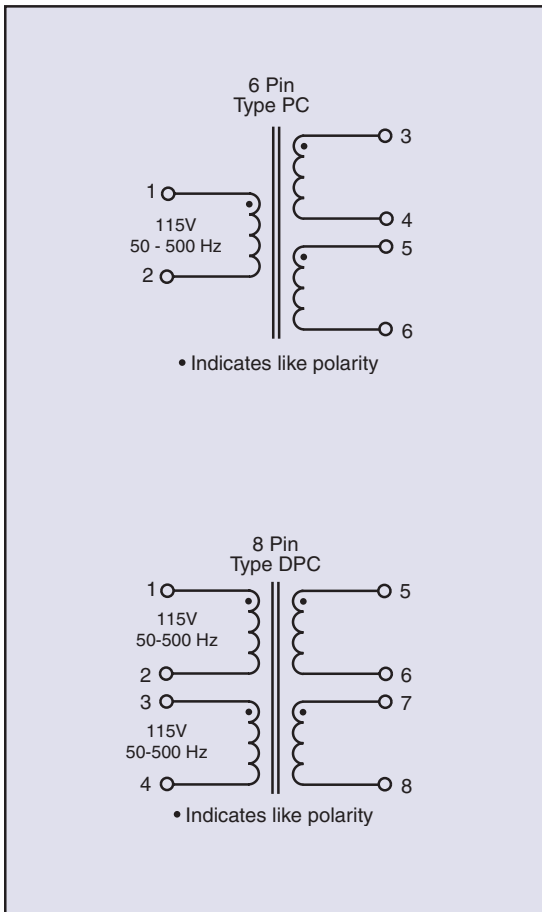 6 Pin
Type PC
3
1
115V
50 - 500 Hz
4
5
2
6
• Indicates like polarity
8 Pin
Type DPC
1
5
115V
50-500 Hz
2
6
3
7
115V
50-500 Hz
4
8
• Indicates like polarity